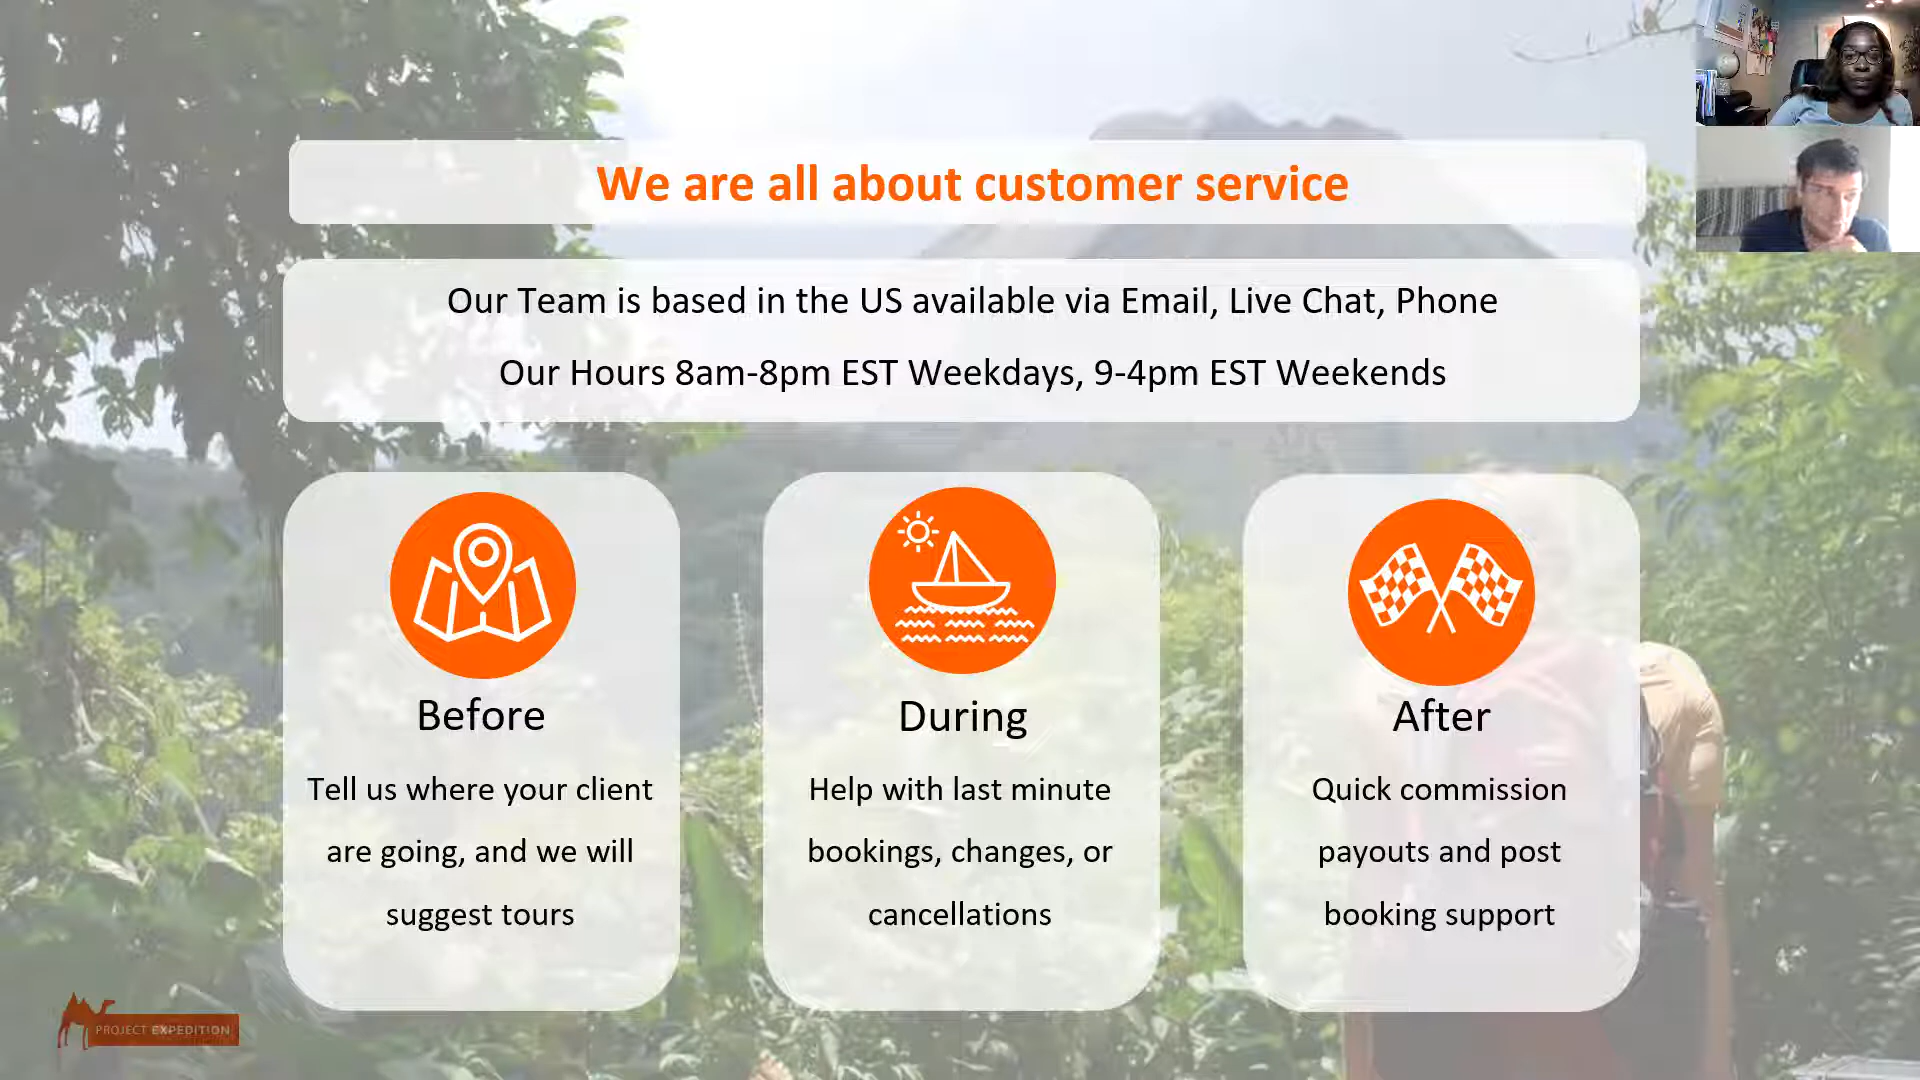 We are all about customer service
Our Team is based in the US available via Email, Live Chat, Phone
Our Hours 8am-8pm EST Weekdays, 9-4pm EST Weekends
Before
Tell us where your client
are going, and we will
suggest tours
During
Help with last minute
bookings, changes, or
cancellations
After
Quick commission
payouts and post
booking support
PROJECT EXPEDITION